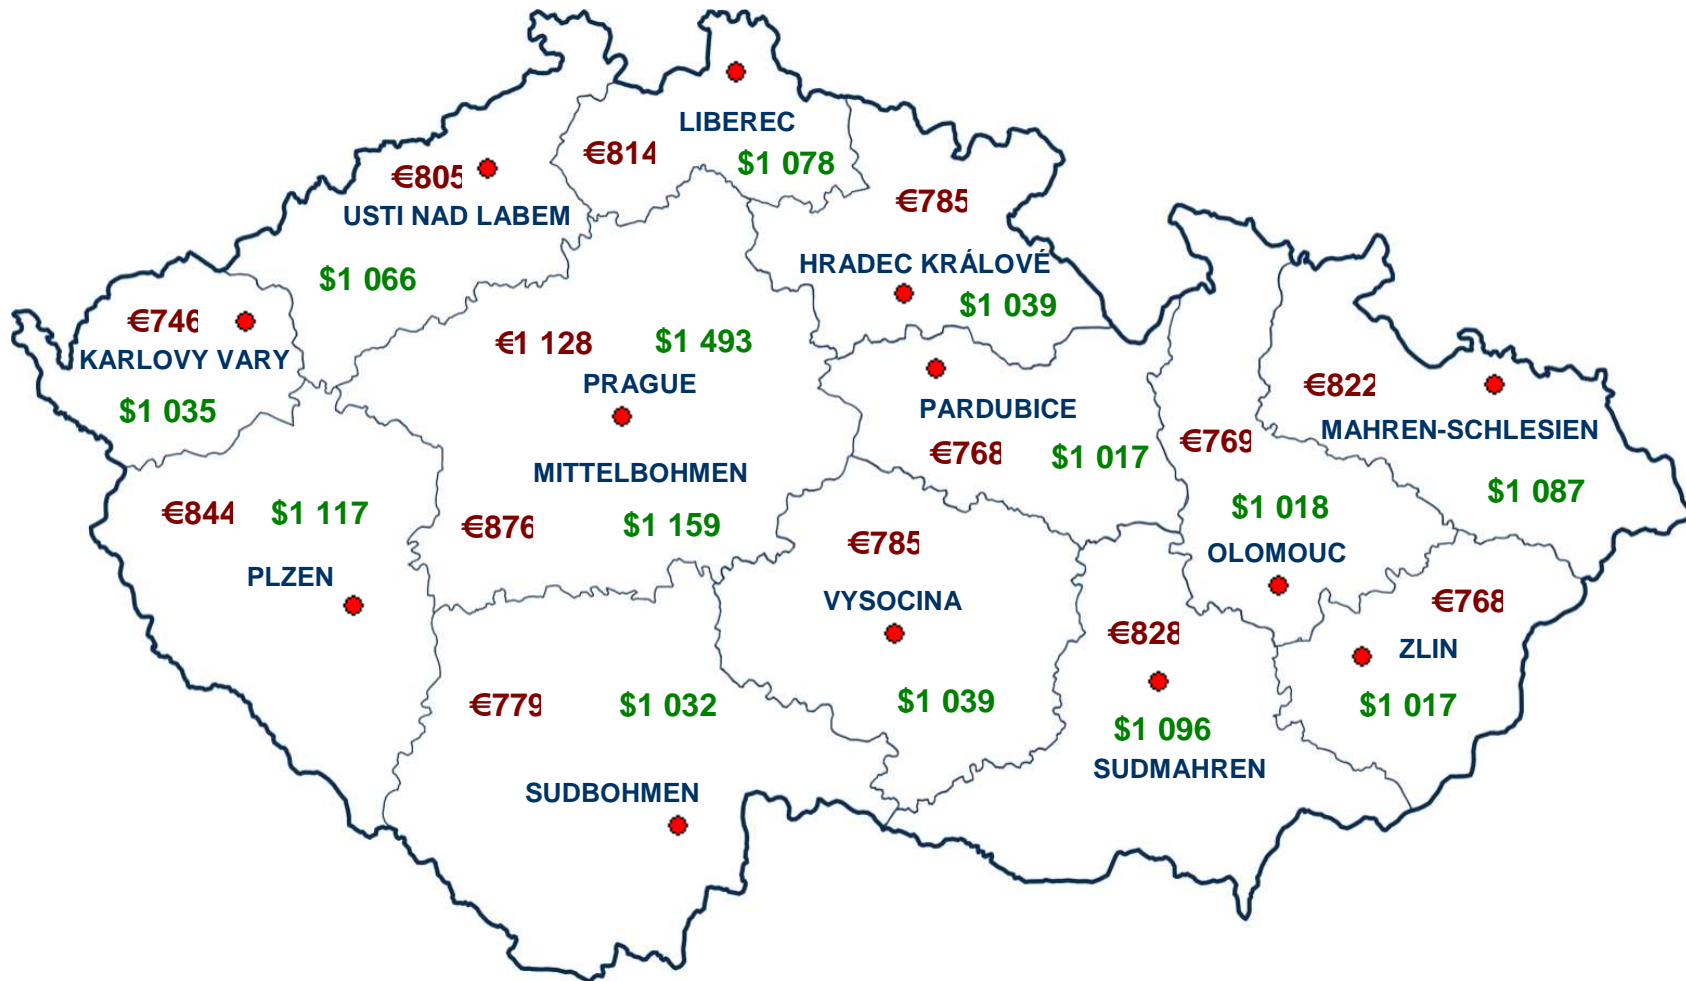 LIBEREC
€814
$1 078
€805
USTI NAD LABEM
$1 066
€785
HRADEC KRÁLOVÉ
$1 039
€746
KARLOVY VARY
$1 035
€1 128
$1 493
PRAGUE
MITTELBOHMEN
€876
$1 159
PARDUBICE
€768
$1 017
€769
$1 018
OLOMOUC
€822
MAHREN-SCHLESIEN
$1 087
€844
$1 117
PLZEN
€785
VYSOCINA
$1 039
€828
$1 096
SUDMAHREN
€768
ZLIN
$1 017
€779
$1 032
SUDBOHMEN